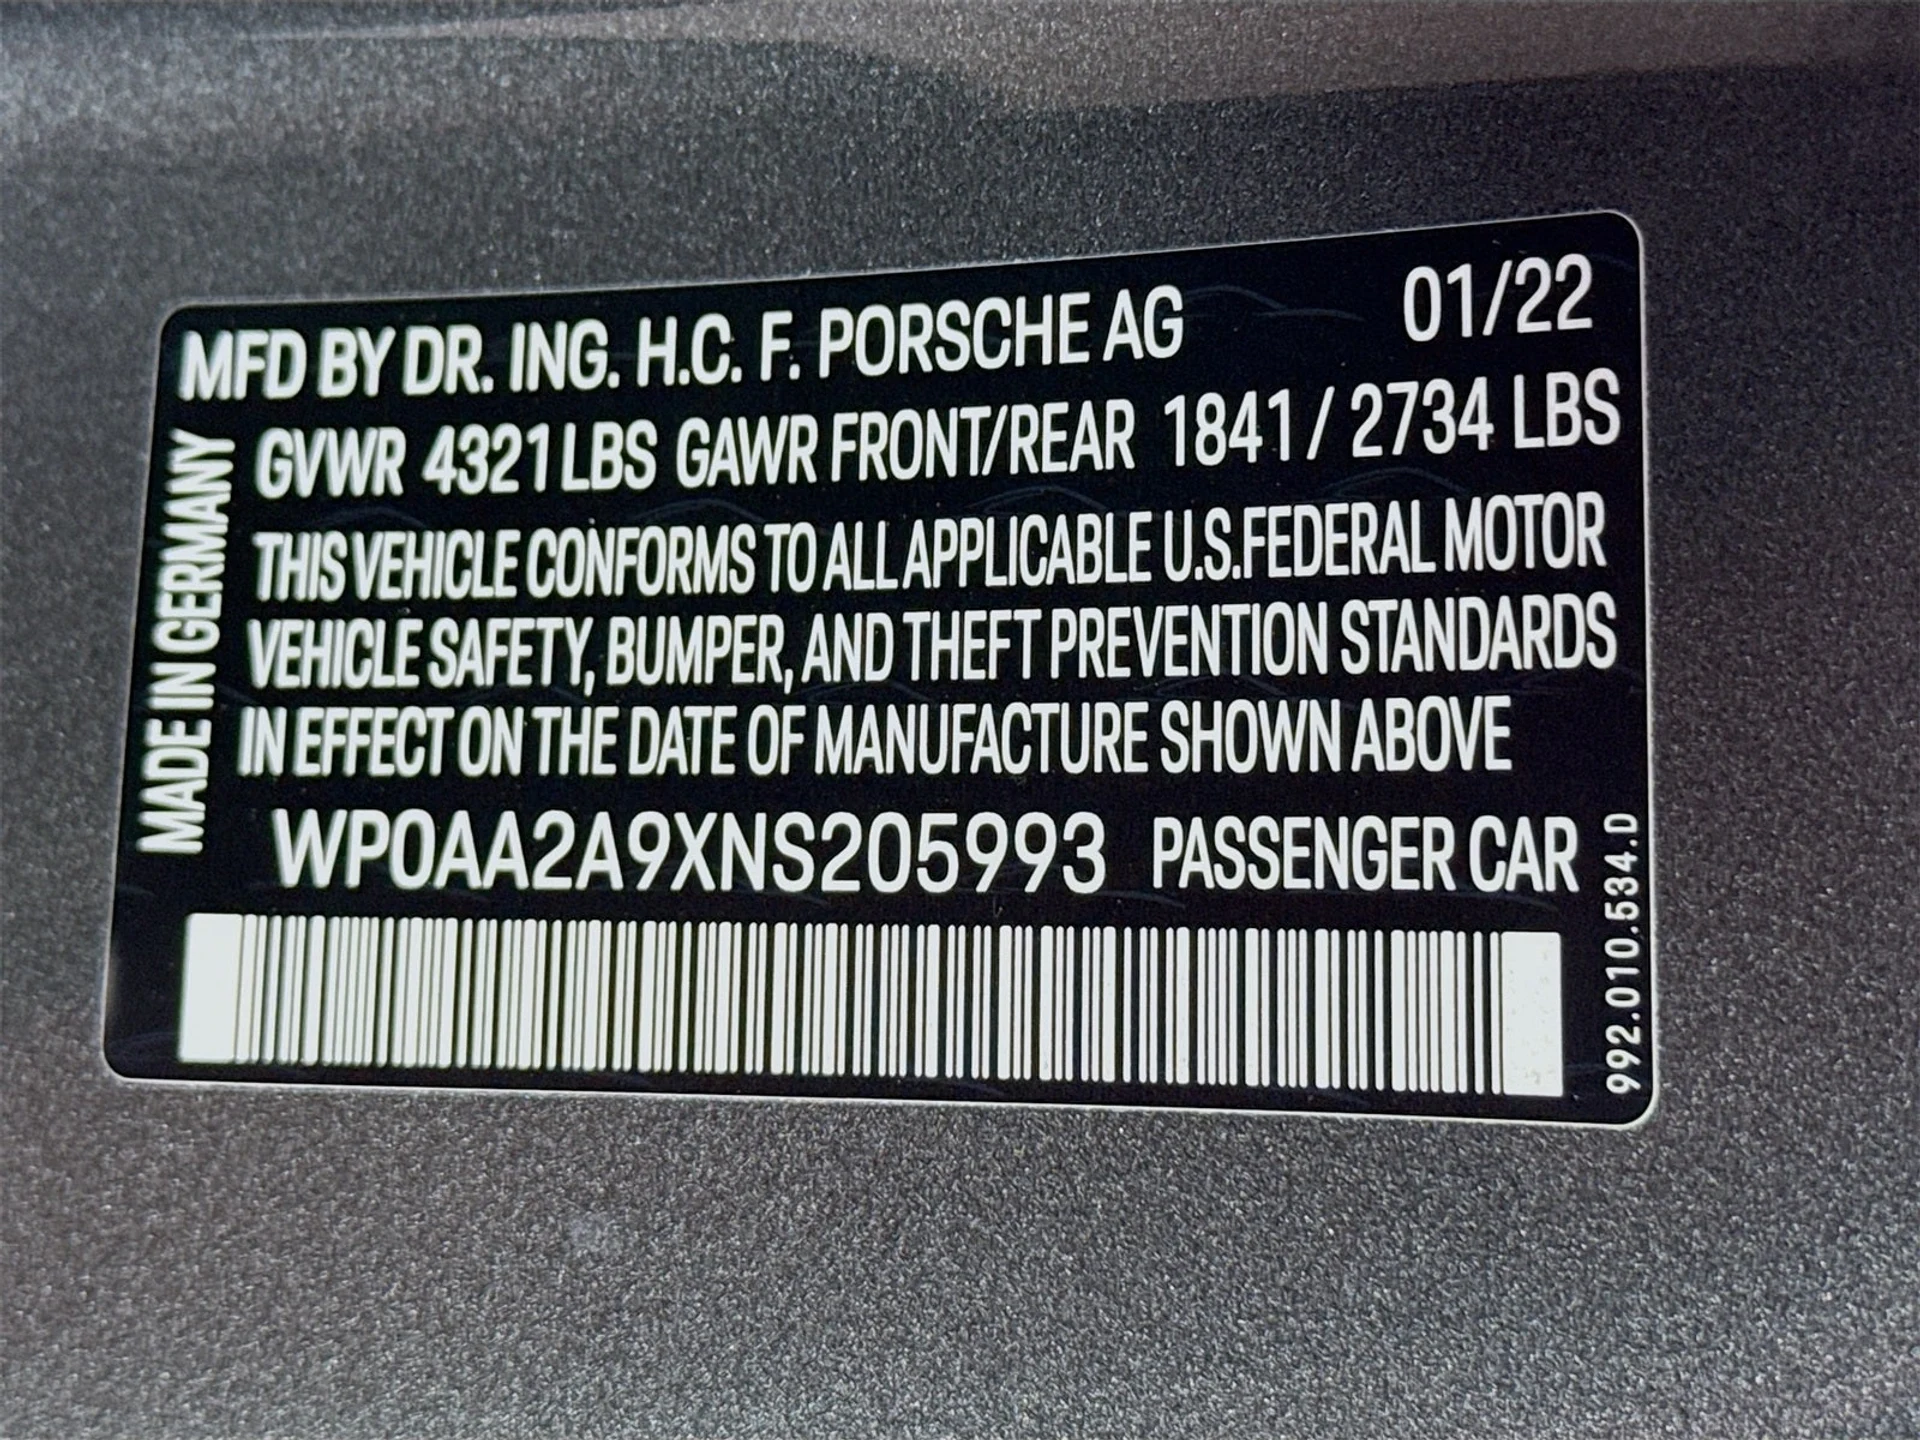 MFD BY DR. ING. H.C. F. PORSCHE AG 01/22
GVWR 4321 LBS GAWR FRONT/REAR 1841 / 2734 LBS
THIS VEHICLE CONFORMS TO ALL APPLICABLE U.S.FEDERAL MOTOR
VEHICLE SAFETY, BUMPER, AND THEFT PREVENTION STANDARDS
IN EFFECT ON THE DATE OF MANUFACTURE SHOWN ABOVE
WP0AA2A9XNS205993 PASSENGER CAR
MADE IN GERMANY
992.010.534.D